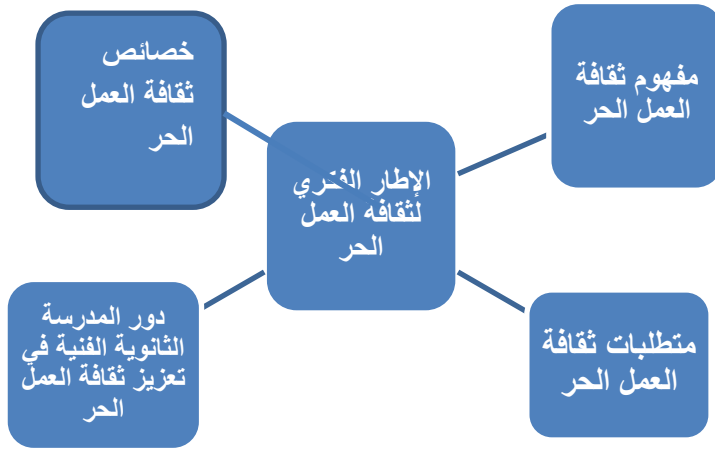 مفهوم ثقافة
العمل الحر
خصائص
ثقافة العمل
الحر
الإطار الفكري
لثقافة العمل
الحر
متطلبات ثقافة
العمل الحر
دور المدرسة
الثانوية الفنية في
تعزيز ثقافة العمل
الحر